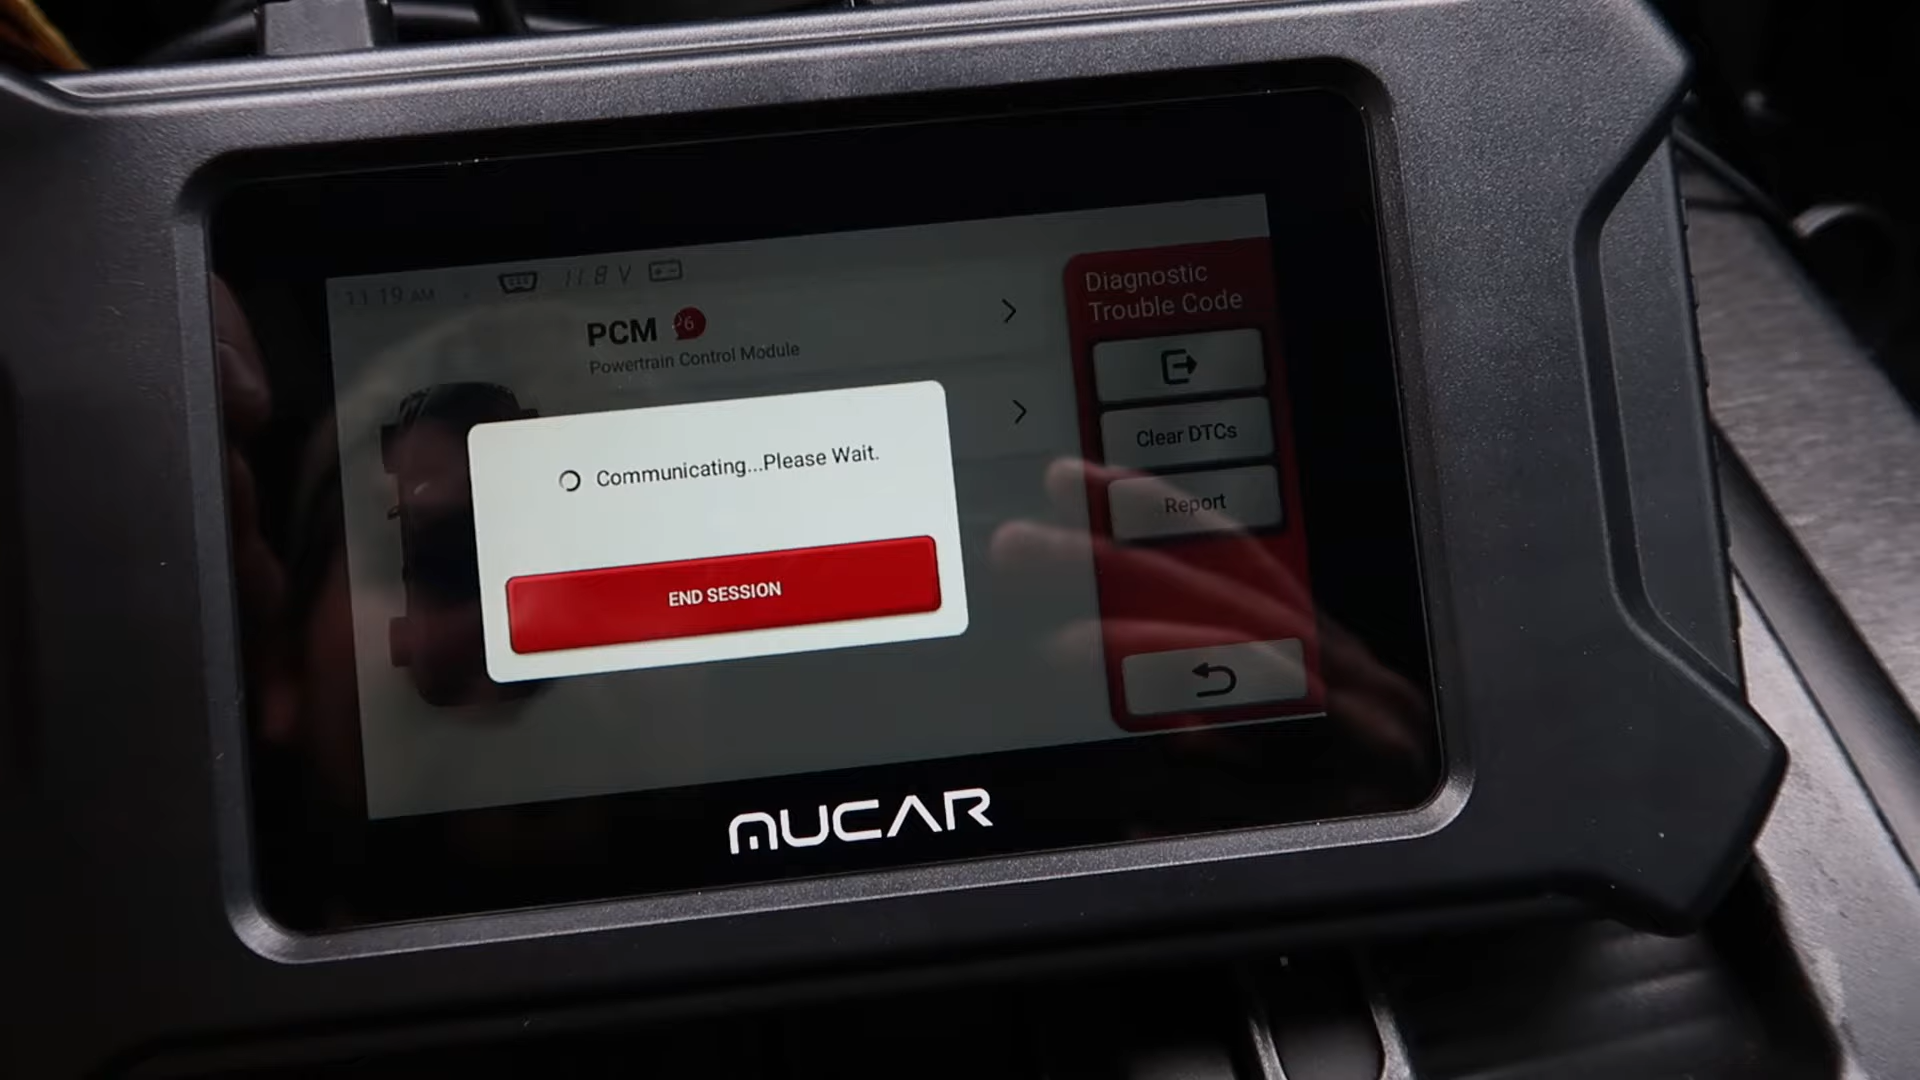 11:19 AM
11.8 V
PCM
Powertrain Control Module
Diagnostic
Trouble Code
Clear DTCs
Report
Communicating...Please Wait.
END SESSION
MUCAR